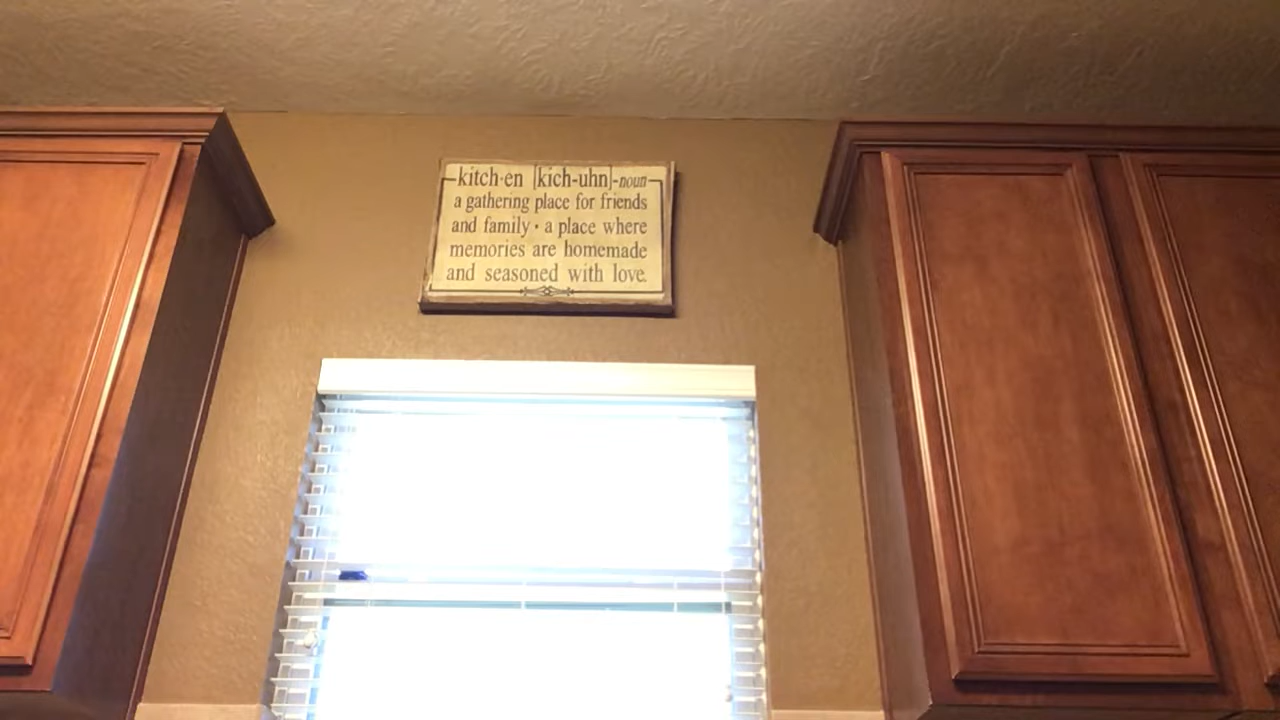 kitch·en [kich-uhn]-noun
a gathering place for friends
and family · a place where
memories are homemade
and seasoned with love.